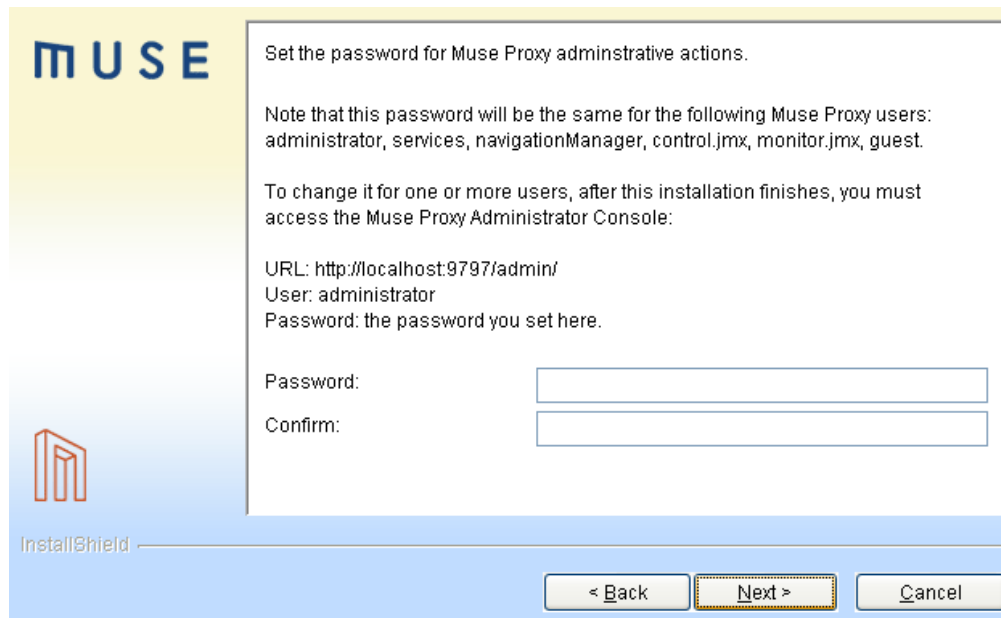 MUSE
Set the password for Muse Proxy adminstrative actions.
Note that this password will be the same for the following Muse Proxy users:
administrator, services, navigationManager, control.jmx, monitor.jmx, guest.
To change it for one or more users, after this installation finishes, you must
access the Muse Proxy Administrator Console:
URL: http://localhost:9797/admin/
User: administrator
Password: the password you set here.
Password:
Confirm:
InstallShield
< Back
Next >
Cancel